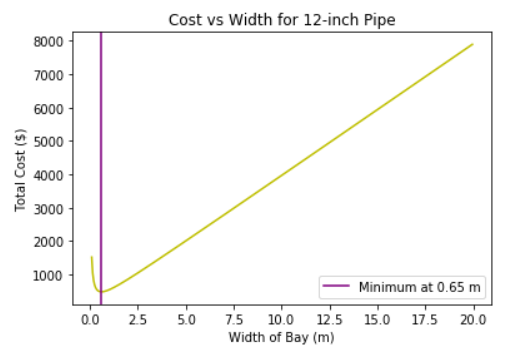 Cost vs Width for 12-inch Pipe
8000
7000
6000
5000
4000
3000
2000
1000
Total Cost ($)
Minimum at 0.65 m
0.0 2.5 5.0 7.5 10.0 12.5 15.0 17.5 20.0
Width of Bay (m)